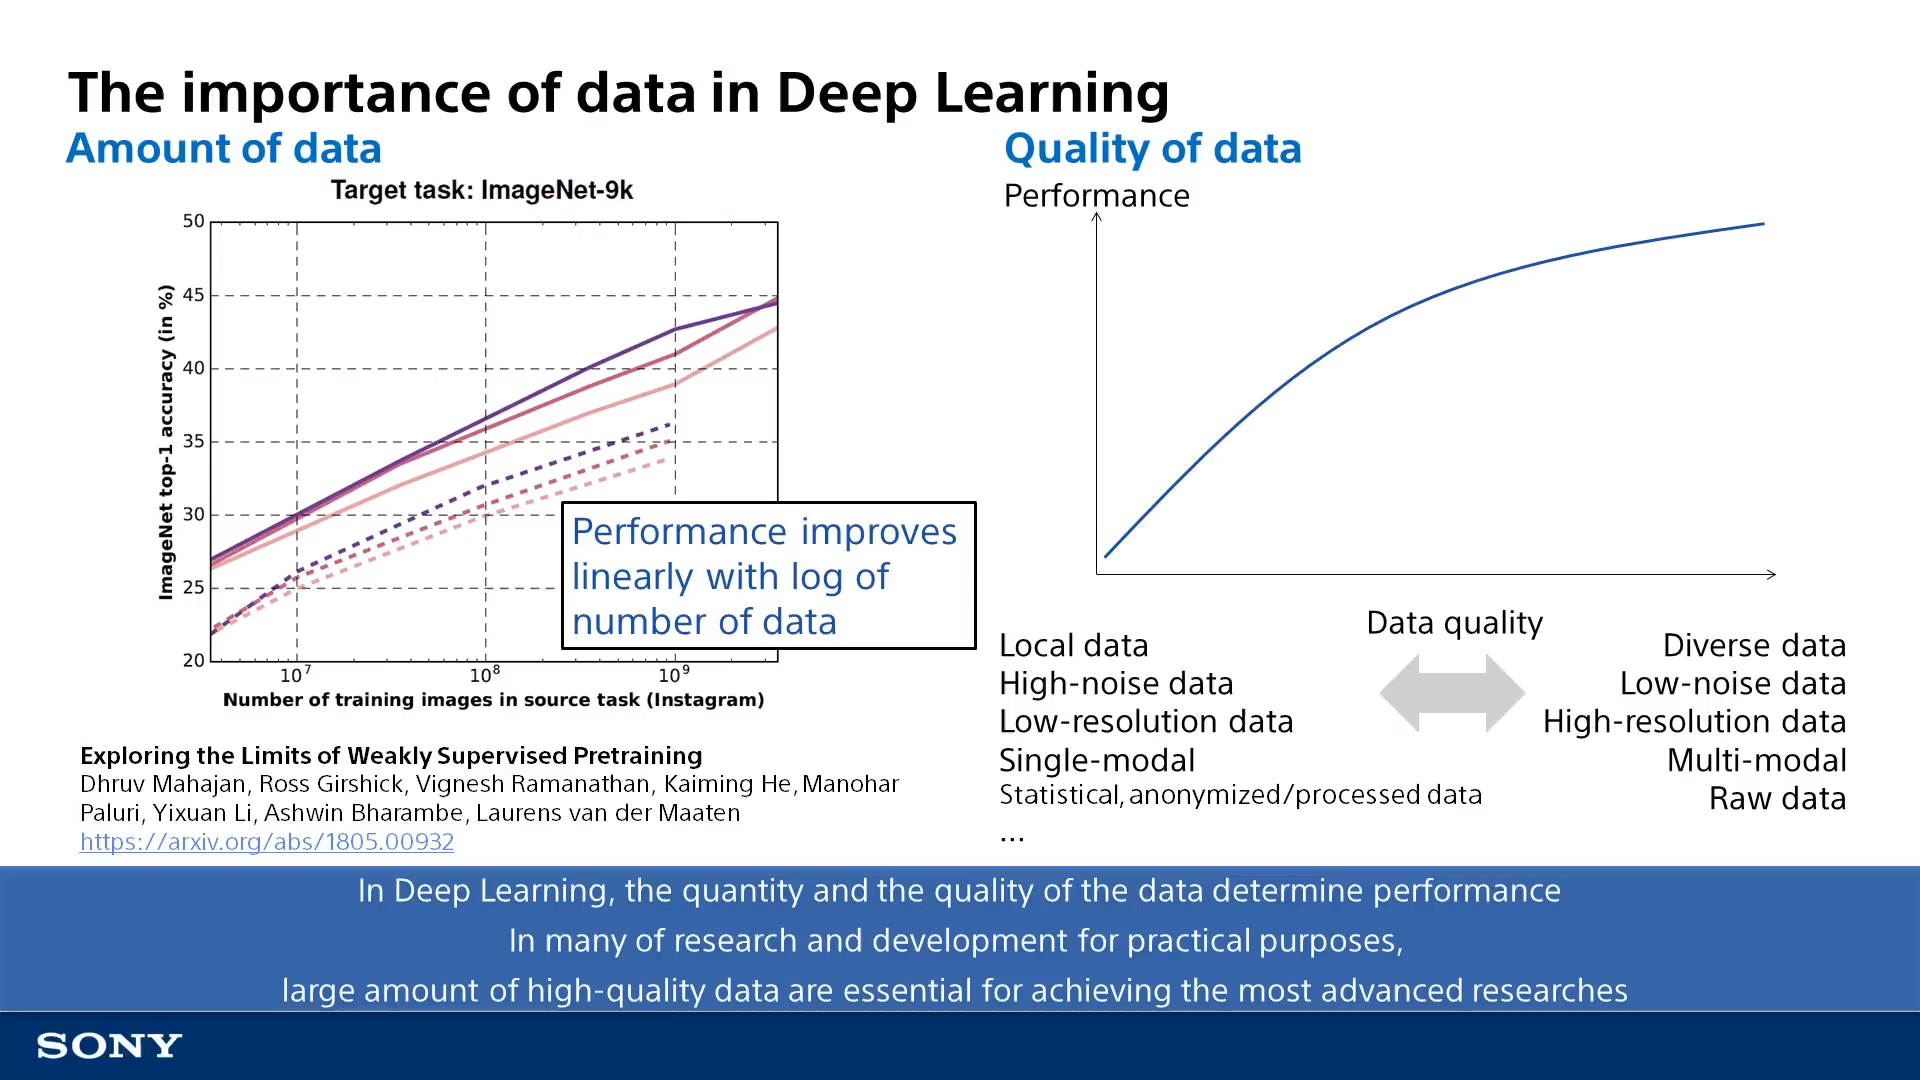 The importance of data in Deep Learning
Amount of data
Target task: ImageNet-9k
50
45
40
35
30
25
20
ImageNet top-1 accuracy (in %)
10^7
10^8
10^9
Number of training images in source task (Instagram)
Performance improves
linearly with log of
number of data
Exploring the Limits of Weakly Supervised Pretraining
Dhruv Mahajan, Ross Girshick, Vignesh Ramanathan, Kaiming He, Manohar
Paluri, Yixuan Li, Ashwin Bharambe, Laurens van der Maaten
https://arxiv.org/abs/1805.00932
Quality of data
Performance
Data quality
Local data
High-noise data
Low-resolution data
Single-modal
Statistical, anonymized/processed data
...
Diverse data
Low-noise data
High-resolution data
Multi-modal
Raw data
In Deep Learning, the quantity and the quality of the data determine performance
In many of research and development for practical purposes,
large amount of high-quality data are essential for achieving the most advanced researches
SONY